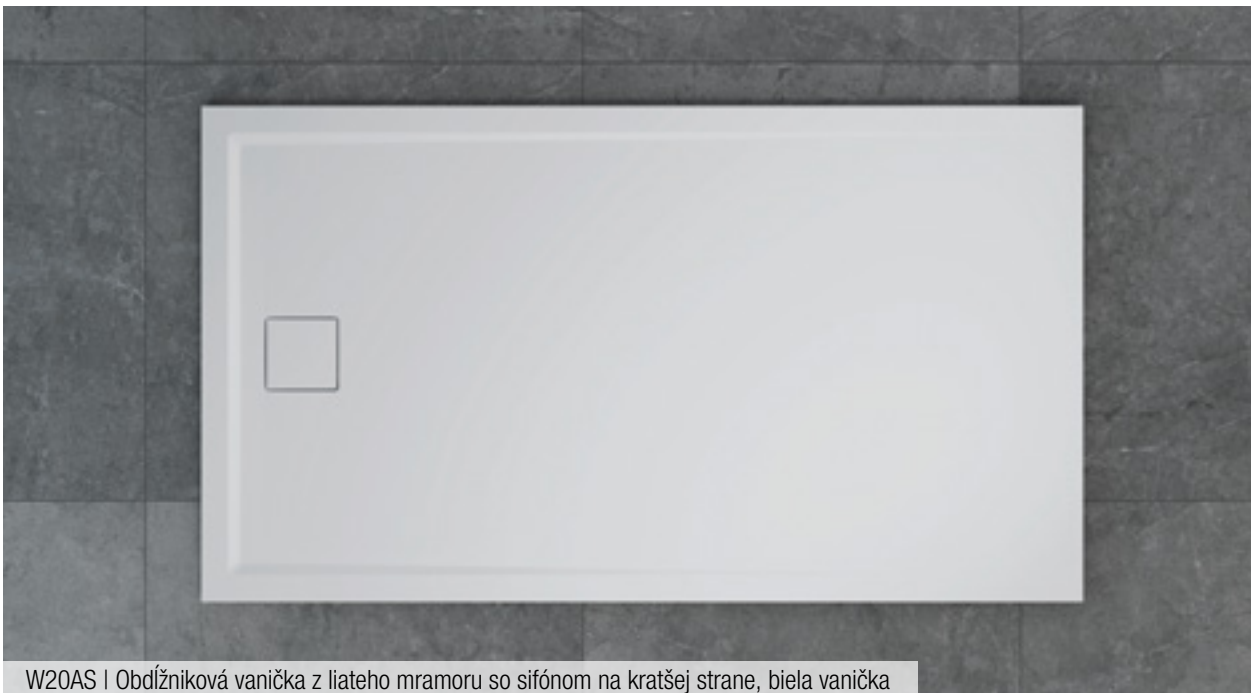 W20AS | Obdĺžniková vanička z liateho mramoru so sifónom na kratšej strane, biela vanička